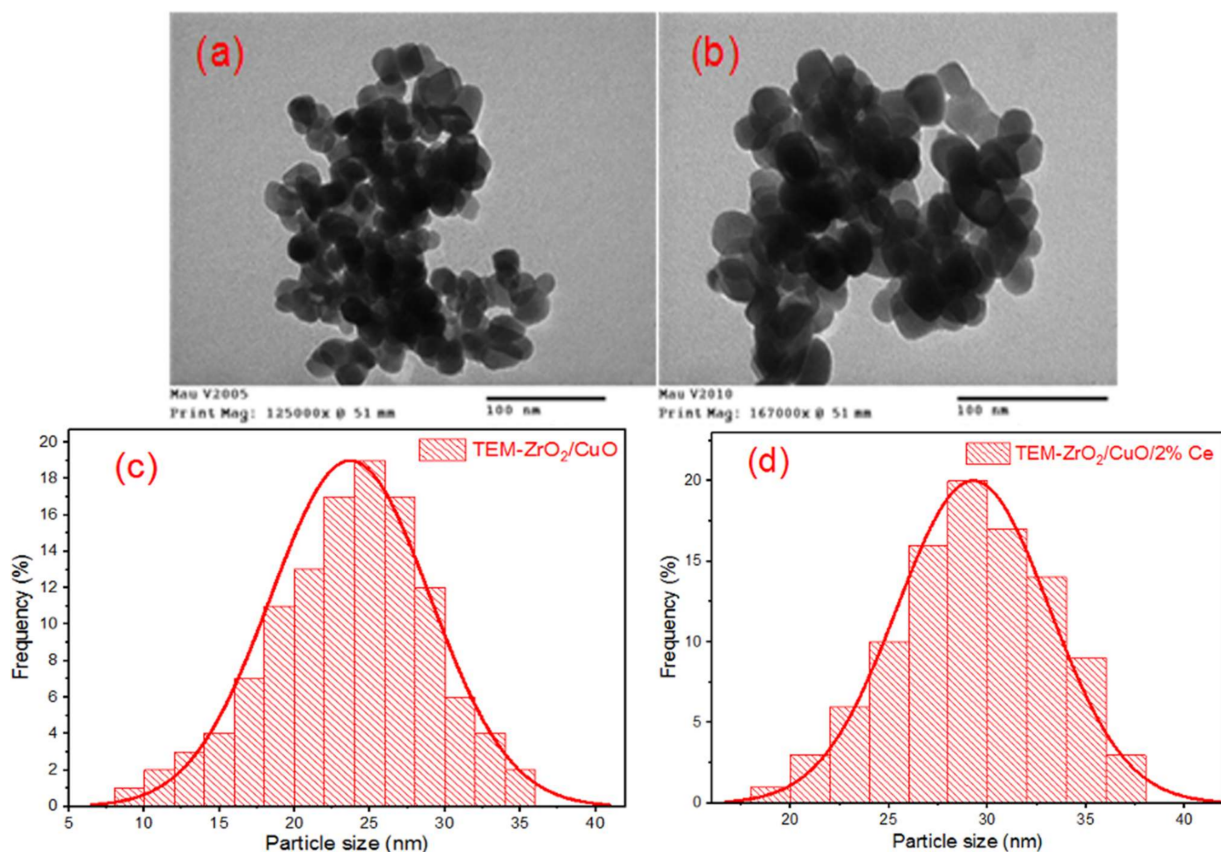 (a)
(b)
Mau V2005
Print Mag: 125000x @ 51 mm
100 nm
Mau V2010
Print Mag: 167000x @ 51 mm
100 nm
(c)
TEM-ZrO₂/CuO
Frequency (%)
20
18
16
14
12
10
8
6
4
2
0
5
10
15
20
25
30
35
40
Particle size (nm)
(d)
TEM-ZrO₂/CuO/2% Ce
Frequency (%)
20
15
10
5
0
20
25
30
35
40
Particle size (nm)